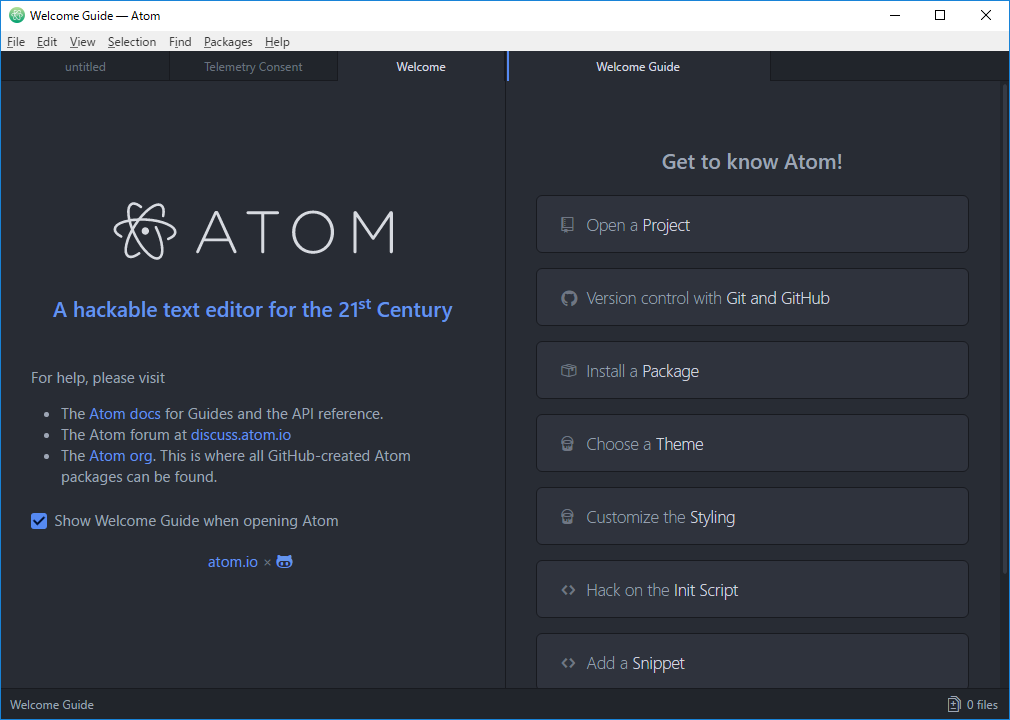 Welcome Guide — Atom
File Edit View Selection Find Packages Help
untitled Telemetry Consent Welcome Welcome Guide
ATOM
A hackable text editor for the 21st Century
For help, please visit
• The Atom docs for Guides and the API reference.
• The Atom forum at discuss.atom.io
• The Atom org. This is where all GitHub-created Atom
packages can be found.
Show Welcome Guide when opening Atom
atom.io ×
Get to know Atom!
Open a Project
Version control with Git and GitHub
Install a Package
Choose a Theme
Customize the Styling
Hack on the Init Script
Add a Snippet
Welcome Guide
0 files